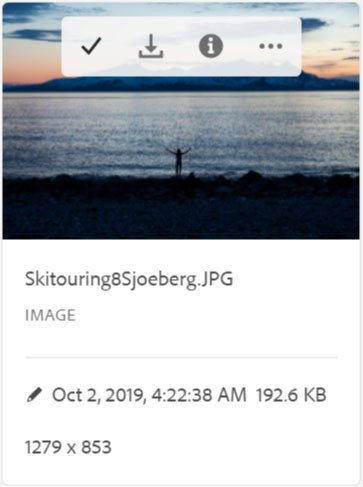 Skitouring8Sjoeberg.JPG
IMAGE
Oct 2, 2019, 4:22:38 AM 192.6 KB
1279 x 853